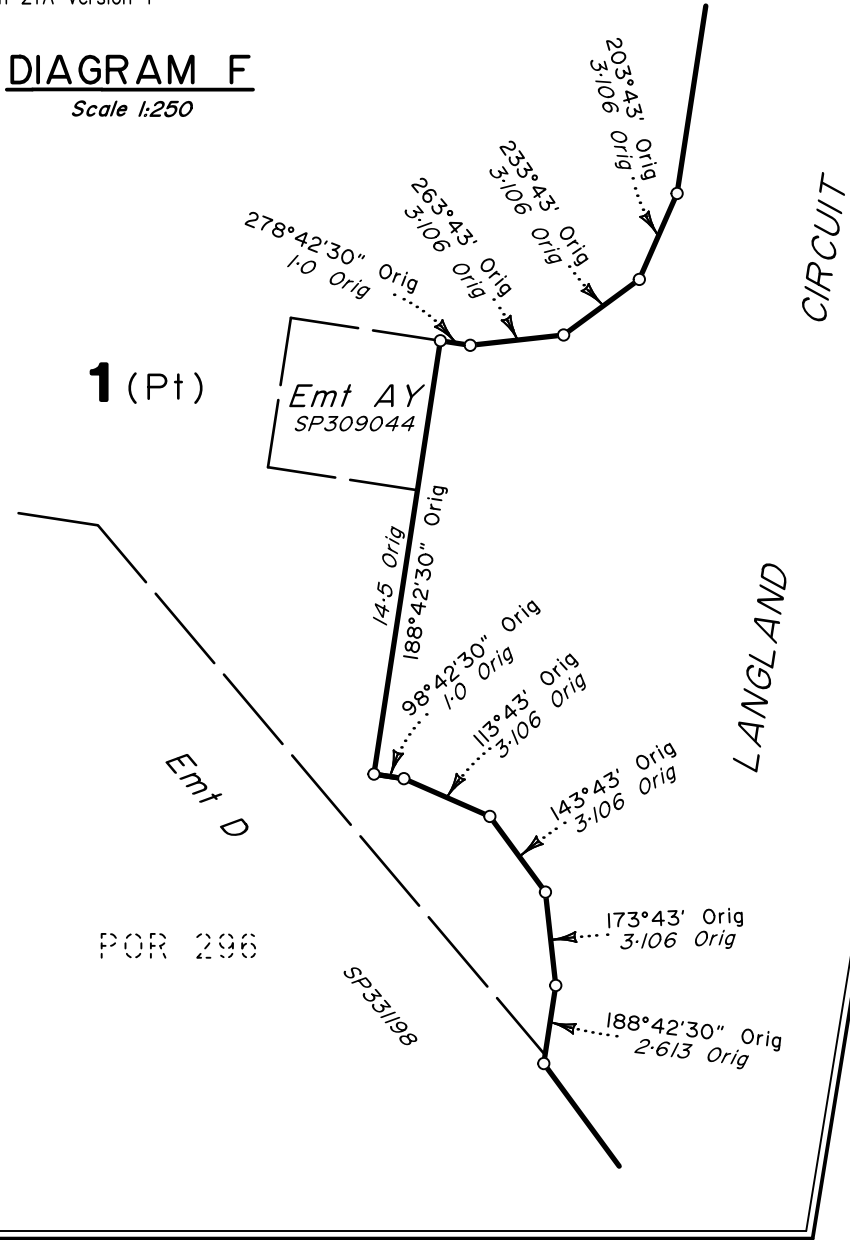 DIAGRAM F
Scale 1:250
203°43' Orig
3·106 Orig
233°43' Orig
3·106 Orig
263°43' Orig
3·106 Orig
278°42'30" Orig
1·0 Orig
CIRCUIT
1 (Pt)
Emt AY
SP309044
14·5 Orig
188°42'30" Orig
98°42'30" Orig
1·0 Orig
113°43' Orig
3·106 Orig
LANGLAND
143°43' Orig
3·106 Orig
Emt D
173°43' Orig
3·106 Orig
POR 296
SP331198
188°42'30" Orig
2·613 Orig